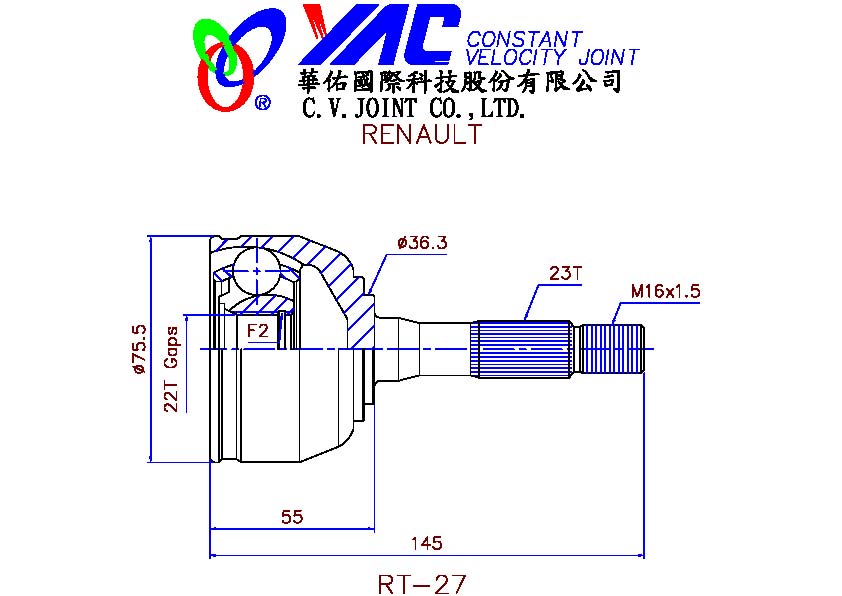 YAC CONSTANT
VELOCITY JOINT
®
華佑國際科技股份有限公司
C.V.JOINT CO.,LTD.
RENAULT
ø36.3
23T
M16x1.5
F2
ø75.5
22T Gaps
55
145
RT-27